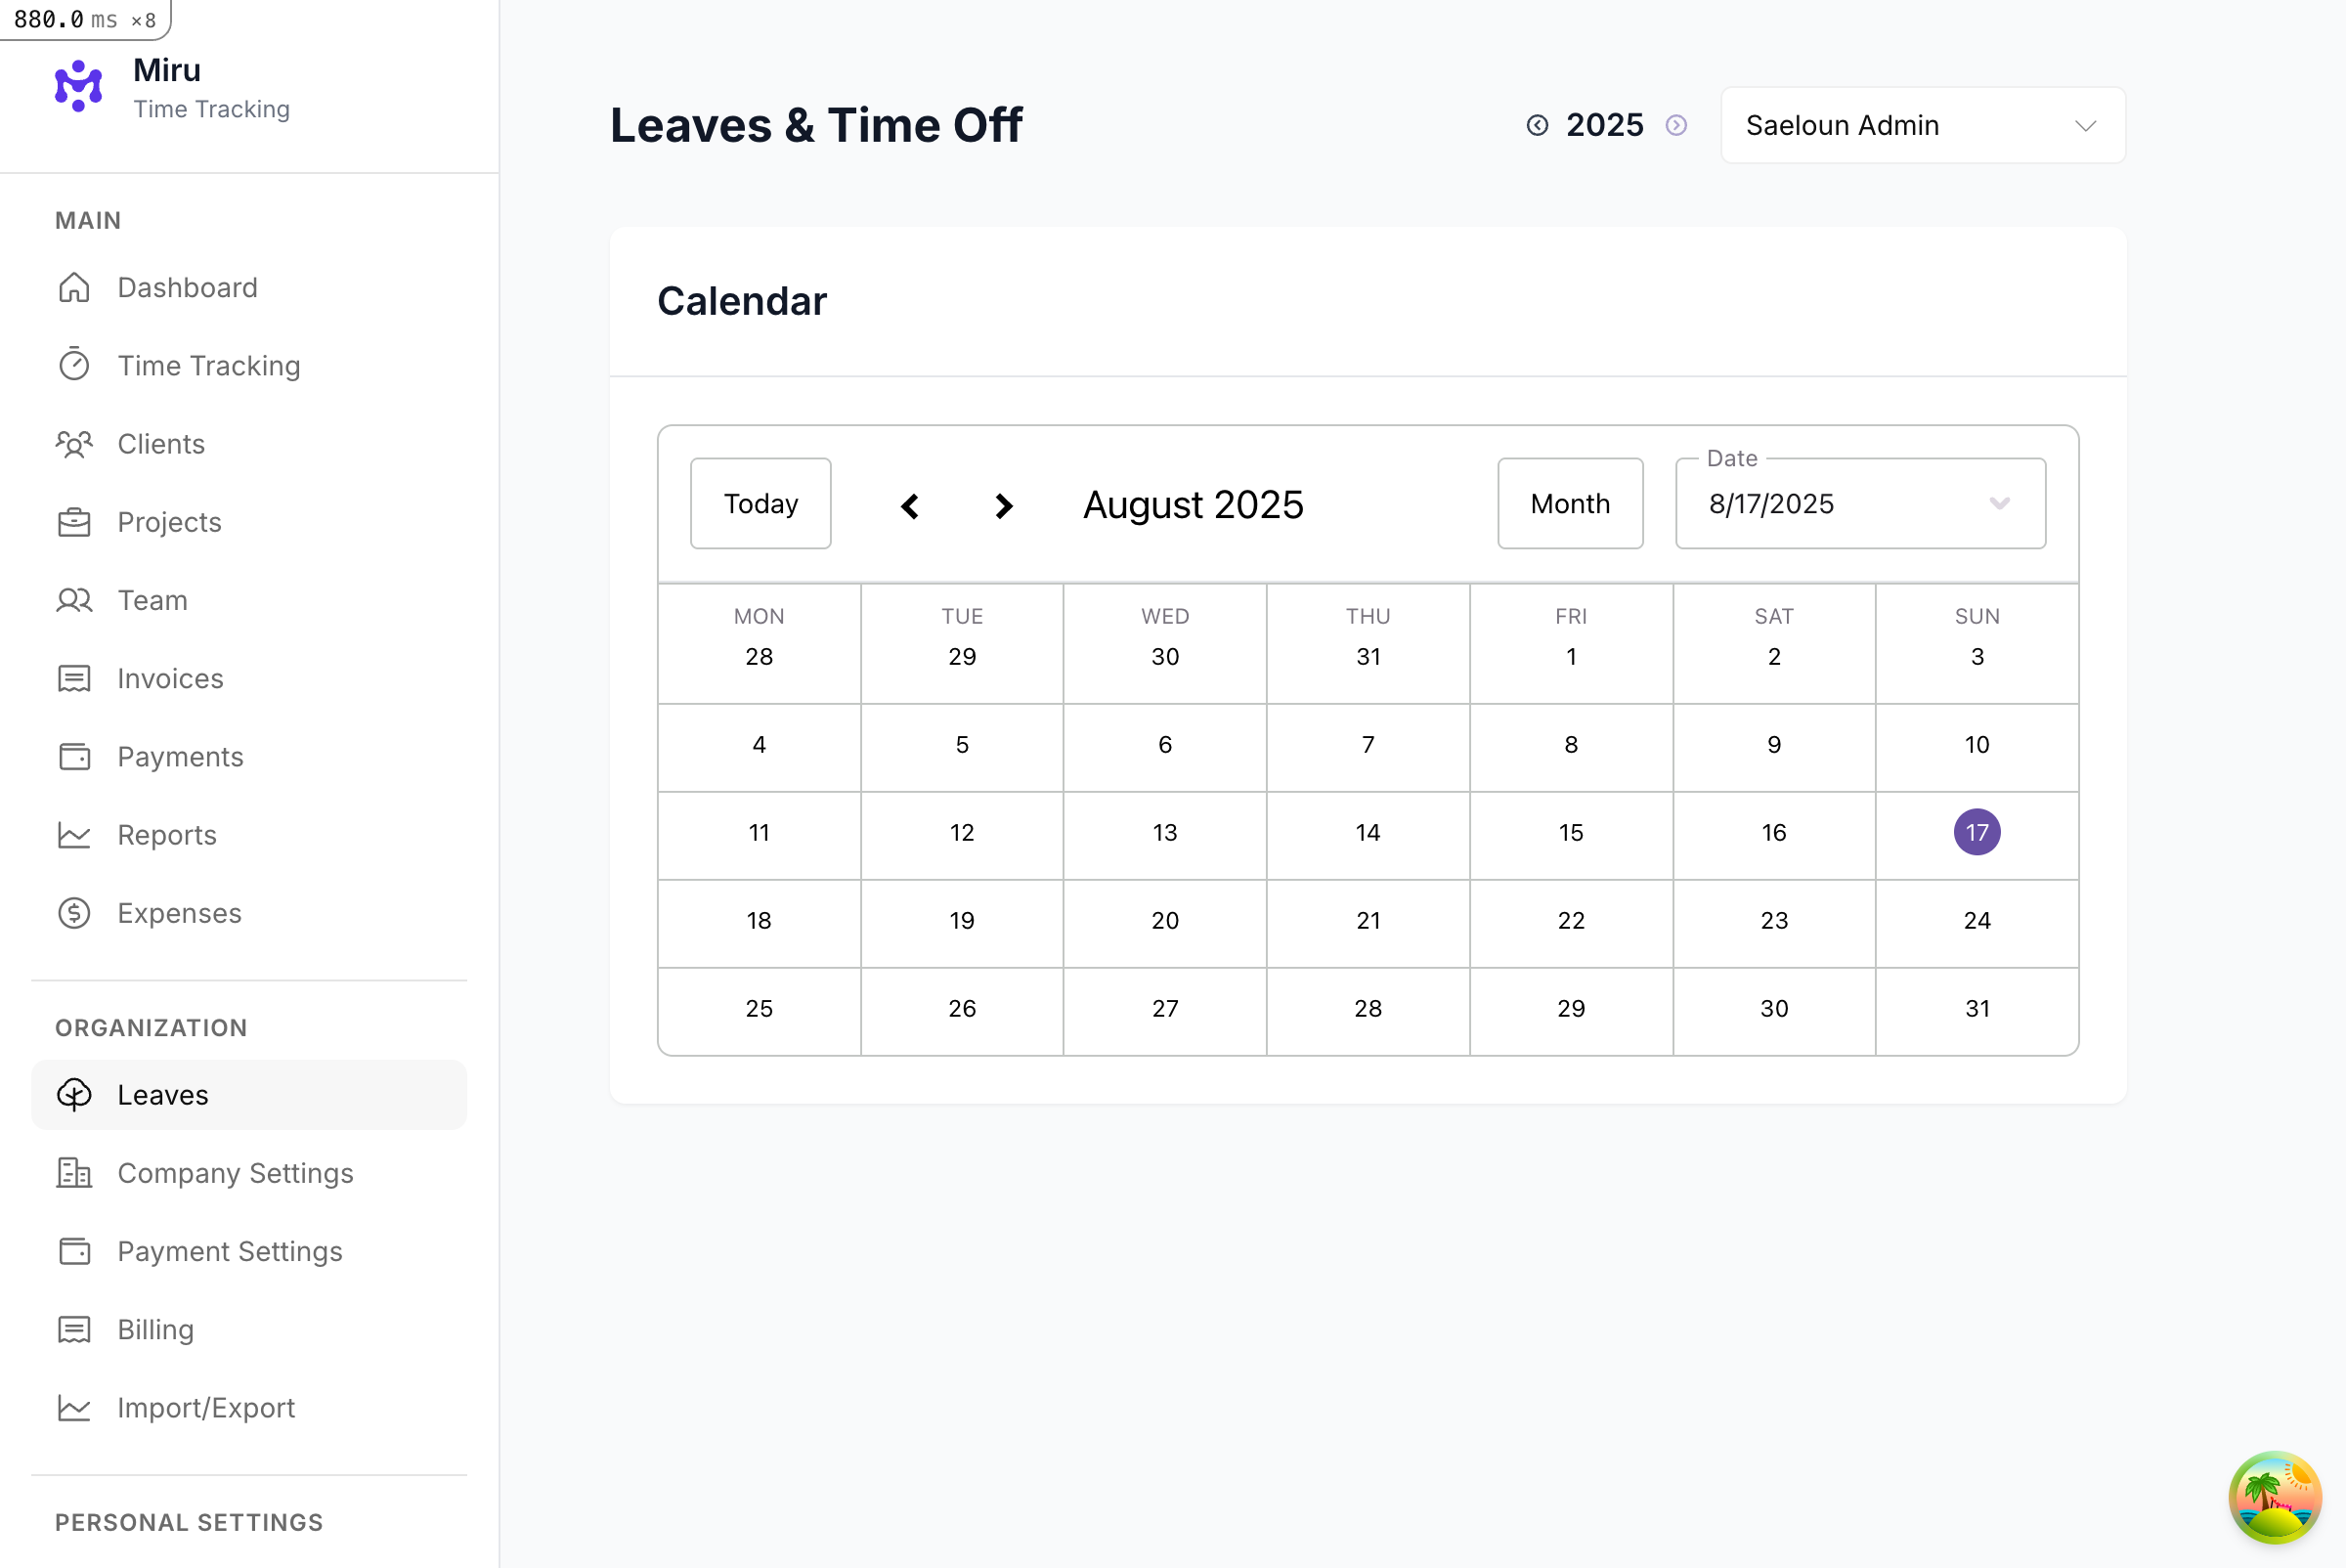 880.0 ms ×8
Miru
Time Tracking
MAIN
Dashboard
Time Tracking
Clients
Projects
Team
Invoices
Payments
Reports
Expenses
ORGANIZATION
Leaves
Company Settings
Payment Settings
Billing
Import/Export
PERSONAL SETTINGS
Leaves & Time Off
2025
Saeloun Admin
Calendar
Today
August 2025
Month
Date
8/17/2025
MON TUE WED THU FRI SAT SUN
28 29 30 31 1 2 3
4 5 6 7 8 9 10
11 12 13 14 15 16 17
18 19 20 21 22 23 24
25 26 27 28 29 30 31